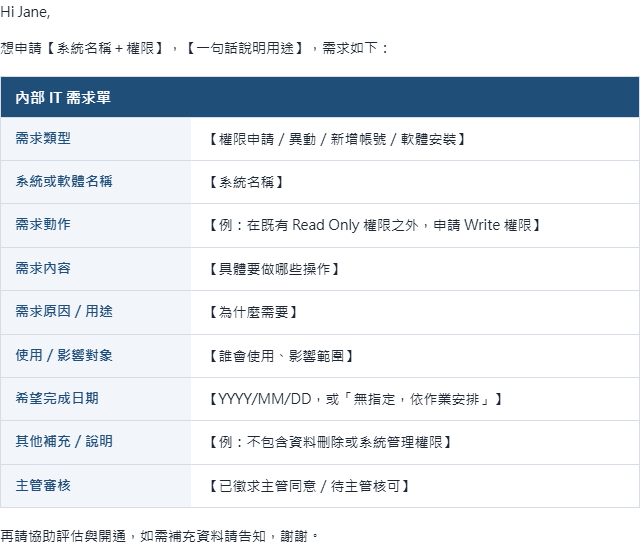 Hi Jane,
想申請【系統名稱 + 權限】，【一句話說明用途】，需求如下：
內部 IT 需求單
需求類型 【權限申請 / 異動 / 新增帳號 / 軟體安裝】
系統或軟體名稱 【系統名稱】
需求動作 【例：在既有 Read Only 權限之外，申請 Write 權限】
需求內容 【具體要做哪些操作】
需求原因 / 用途 【為什麼需要】
使用 / 影響對象 【誰會使用、影響範圍】
希望完成日期 【YYYY/MM/DD，或「無指定，依作業安排」】
其他補充 / 說明 【例：不包含資料刪除或系統管理權限】
主管審核 【已徵求主管同意 / 待主管核可】
再請協助評估與開通，如需補充資料請告知，謝謝。